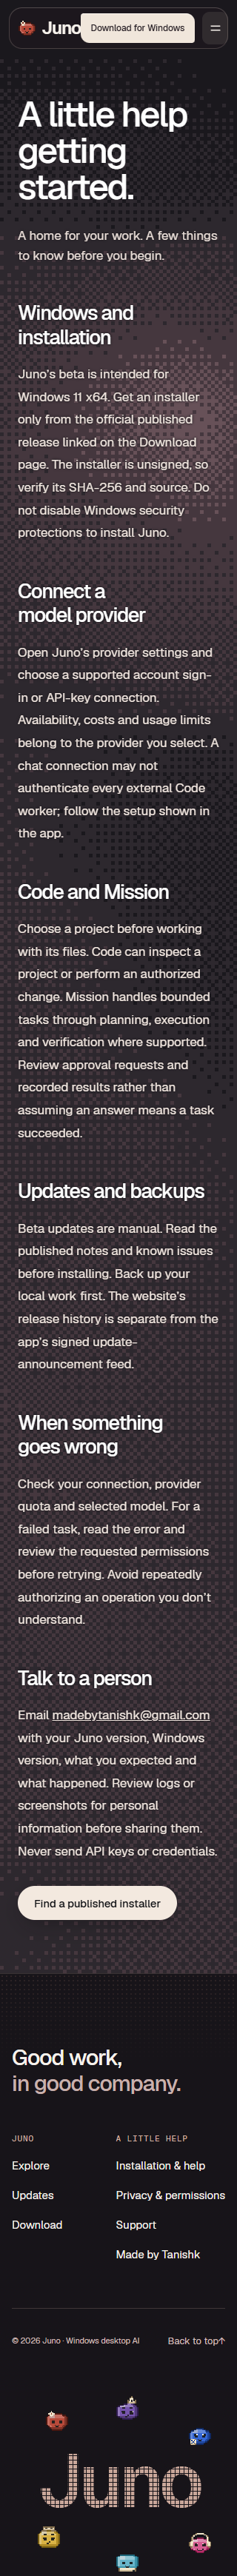 Juno
Download for Windows
A little help
getting
started.
A home for your work. A few things
to know before you begin.
Windows and
installation
Juno's beta is intended for
Windows 11 x64. Get an installer
only from the official published
release linked on the Download
page. The installer is unsigned, so
verify its SHA-256 and source. Do
not disable Windows security
protections to install Juno.
Connect a
model provider
Open Juno's provider settings and
choose a supported account sign-
in or API-key connection.
Availability, costs and usage limits
belong to the provider you select. A
chat connection may not
authenticate every external Code
worker; follow the setup shown in
the app.
Code and Mission
Choose a project before working
with its files. Code can inspect a
project or perform an authorized
change. Mission handles bounded
tasks through planning, execution
and verification where supported.
Review approval requests and
recorded results rather than
assuming an answer means a task
succeeded.
Updates and backups
Beta updates are manual. Read the
published notes and known issues
before installing. Back up your
local work first. The website's
release history is separate from the
app's signed update-
announcement feed.
When something
goes wrong
Check your connection, provider
quota and selected model. For a
failed task, read the error and
review the requested permissions
before retrying. Avoid repeatedly
authorizing an operation you don't
understand.
Talk to a person
Email madebytanishk@gmail.com
with your Juno version, Windows
version, what you expected and
what happened. Review logs or
screenshots for personal
information before sharing them.
Never send API keys or credentials.
Find a published installer
Good work,
in good company.
JUNO
Explore
Updates
Download
A LITTLE HELP
Installation & help
Privacy & permissions
Support
Made by Tanishk
© 2026 Juno · Windows desktop AI
Back to top↑
Juno